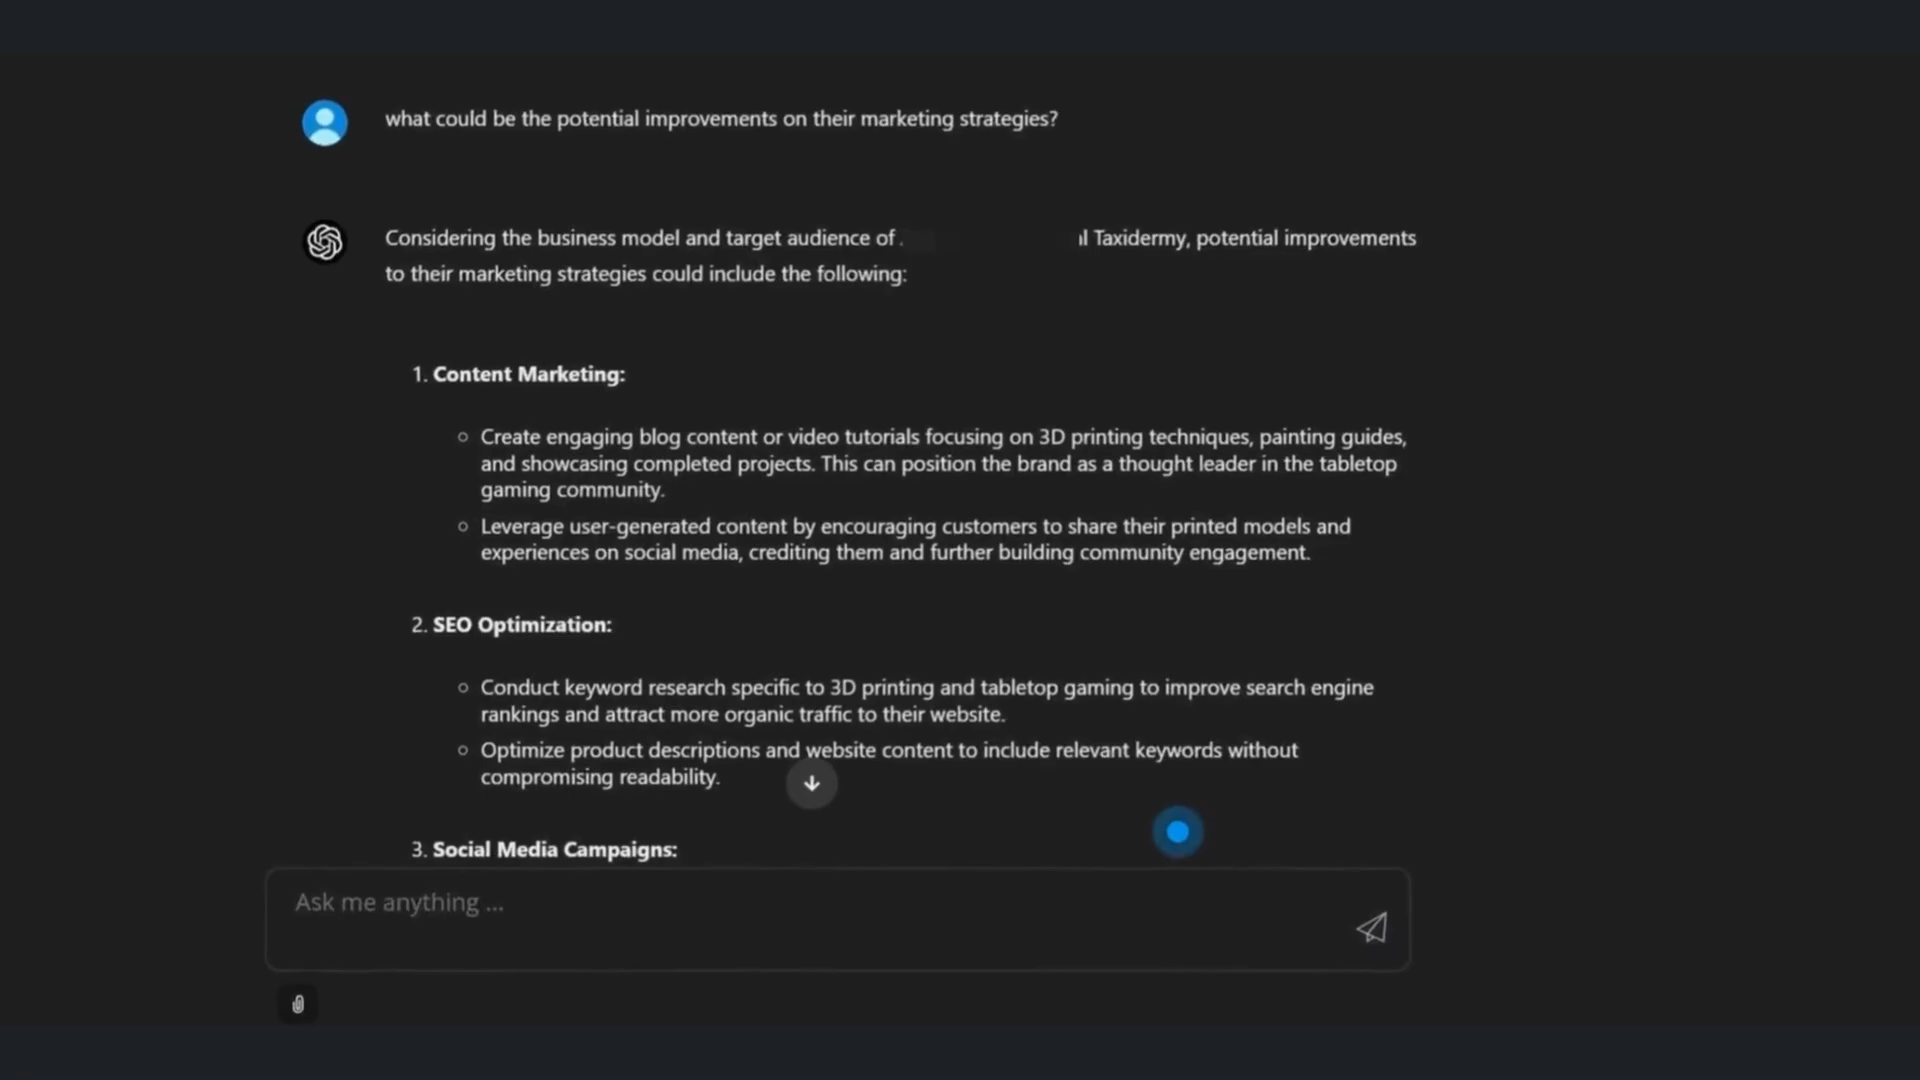 what could be the potential improvements on their marketing strategies?
Considering the business model and target audience of Taxidermy, potential improvements
to their marketing strategies could include the following:
1. Content Marketing:
Create engaging blog content or video tutorials focusing on 3D printing techniques, painting guides,
and showcasing completed projects. This can position the brand as a thought leader in the tabletop
gaming community.
Leverage user-generated content by encouraging customers to share their printed models and
experiences on social media, crediting them and further building community engagement.
2. SEO Optimization:
Conduct keyword research specific to 3D printing and tabletop gaming to improve search engine
rankings and attract more organic traffic to their website.
Optimize product descriptions and website content to include relevant keywords without
compromising readability.
3. Social Media Campaigns:
Ask me anything ...